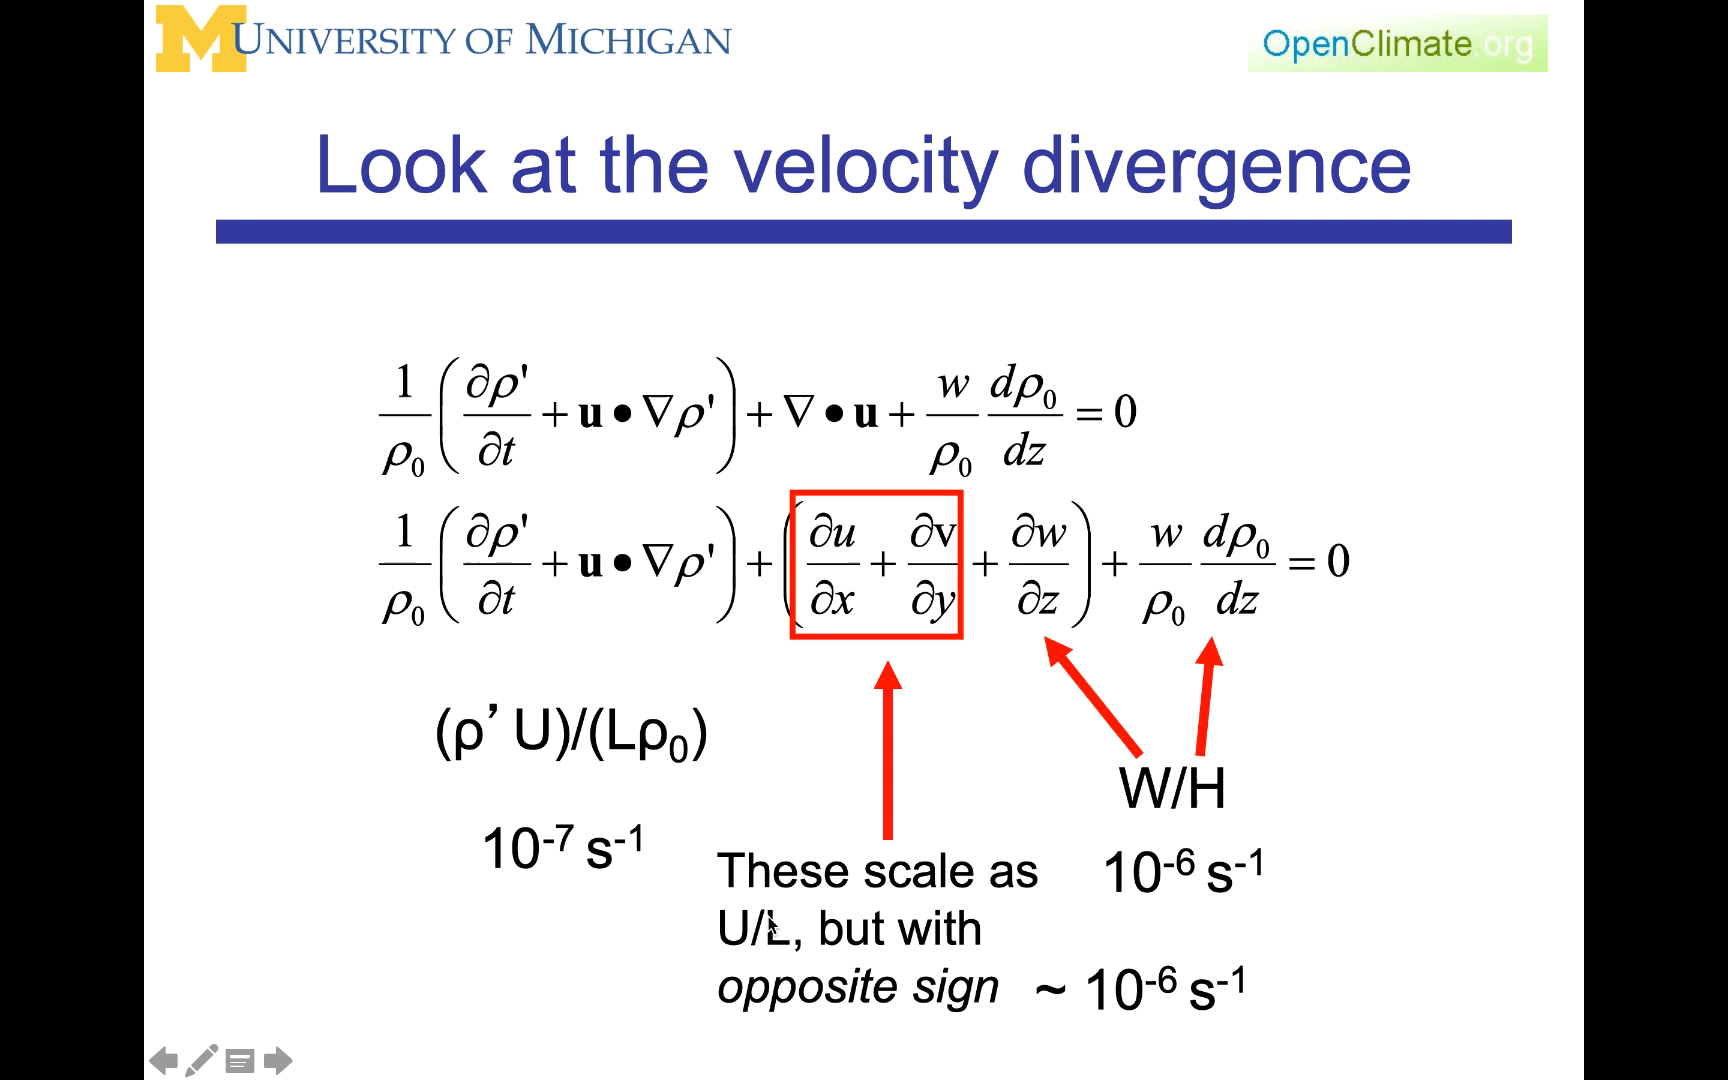 M UNIVERSITY OF MICHIGAN
OpenClimate.org
Look at the velocity divergence
1/ρ₀ (∂ρ'/∂t + u • ∇ρ') + ∇ • u + w/ρ₀ dρ₀/dz = 0
1/ρ₀ (∂ρ'/∂t + u • ∇ρ') + (∂u/∂x + ∂v/∂y + ∂w/∂z) + w/ρ₀ dρ₀/dz = 0
(ρ’ U)/(Lρ₀)
W/H
10⁻⁷ s⁻¹
These scale as
U/L, but with
opposite sign
10⁻⁶ s⁻¹
~ 10⁻⁶ s⁻¹